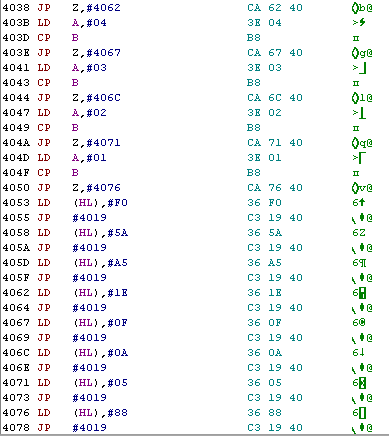 4038 JP Z,#4062 CA 62 40 b@
403B LD A,#04 3E 04 >
403D CP B B8
403E JP Z,#4067 CA 67 40 g@
4041 LD A,#03 3E 03 >
4043 CP B B8
4044 JP Z,#406C CA 6C 40 l@
4047 LD A,#02 3E 02 >
4049 CP B B8
404A JP Z,#4071 CA 71 40 q@
404D LD A,#01 3E 01 >
404F CP B B8
4050 JP Z,#4076 CA 76 40 v@
4053 LD (HL),#F0 36 F0 6
4055 JP #4019 C3 19 40 @
4058 LD (HL),#5A 36 5A 6Z
405A JP #4019 C3 19 40 @
405D LD (HL),#A5 36 A5 6
405F JP #4019 C3 19 40 @
4062 LD (HL),#1E 36 1E 6
4064 JP #4019 C3 19 40 @
4067 LD (HL),#0F 36 0F 6
4069 JP #4019 C3 19 40 @
406C LD (HL),#0A 36 0A 6↓
406E JP #4019 C3 19 40 @
4071 LD (HL),#05 36 05 6
4073 JP #4019 C3 19 40 @
4076 LD (HL),#88 36 88 6
4078 JP #4019 C3 19 40 @